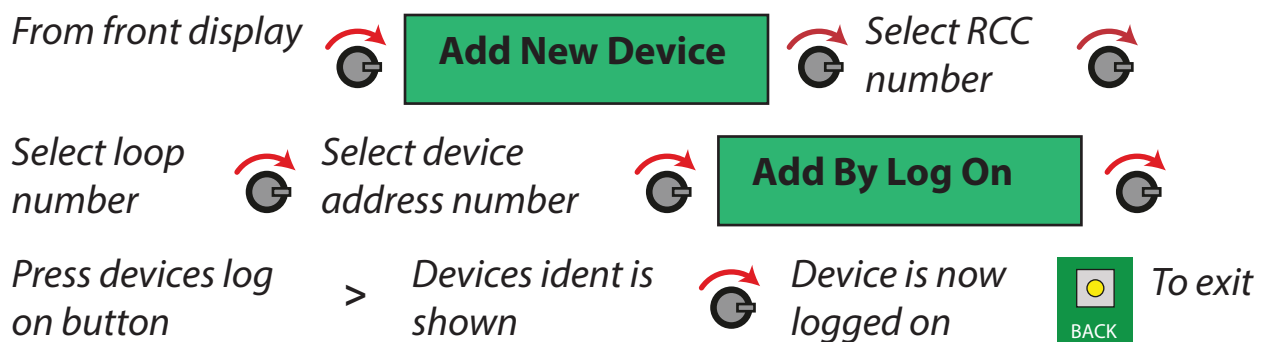 From front display Add New Device Select RCC
number
Select loop Select device Add By Log On
number address number
Press devices log > Devices ident is Device is now To exit
on button shown logged on BACK